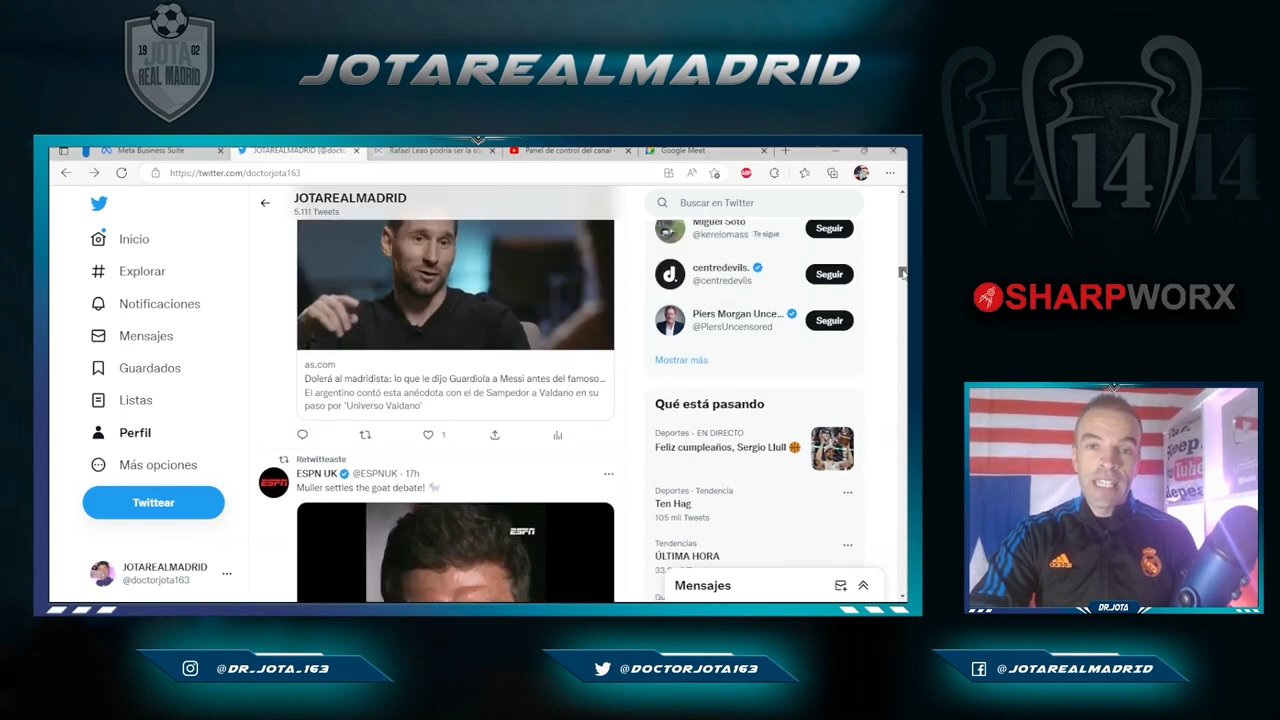 19 JOTA 02
REAL MADRID
JOTAREALMADRID
14 14 14
Meta Business Suite
JOTAREALMADRID (@docto
Rafael Leao podría ser la so
Panel de control del canal -
Google Meet
https://twitter.com/doctorjota163
JOTAREALMADRID
5.111 Tweets
Buscar en Twitter
Inicio
Explorar
Notificaciones
Mensajes
Guardados
Listas
Perfil
Más opciones
Twittear
JOTAREALMADRID
@doctorjota163
as.com
Dolerá al madridista: lo que le dijo Guardiola a Messi antes del famoso...
El argentino contó esta anécdota con el de Sampedor a Valdano en su
paso por 'Universo Valdano'
1
Retwitteaste
ESPN UK @ESPNUK · 17h
Muller settles the goat debate! 🐐
ESPN
ESPN
Miguel Soto
@kerelomass Te sigue
Seguir
centredevils.
@centredevils
Seguir
Piers Morgan Unce...
@PiersUncensored
Seguir
Mostrar más
Qué está pasando
Deportes · EN DIRECTO
Feliz cumpleaños, Sergio Llull 🏀
Deportes · Tendencia
Ten Hag
105 mil Tweets
Tendencias
ÚLTIMA HORA
Mensajes
SHARPWORX
adidas
DR.JOTA
@DR_JOTA_163
@DOCTORJOTA163
@JOTAREALMADRID